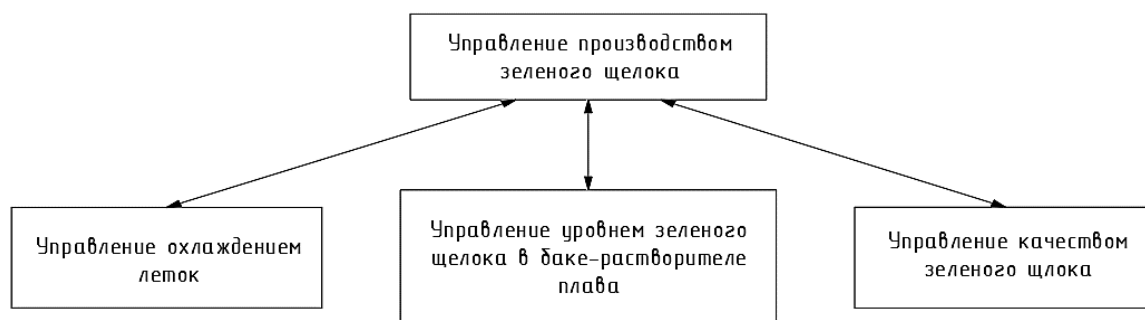 Управление производством
зеленого щелока
Управление охлаждением
леток
Управление уровнем зеленого
щелока в баке-растворителе
плава
Управление качеством
зеленого щлока